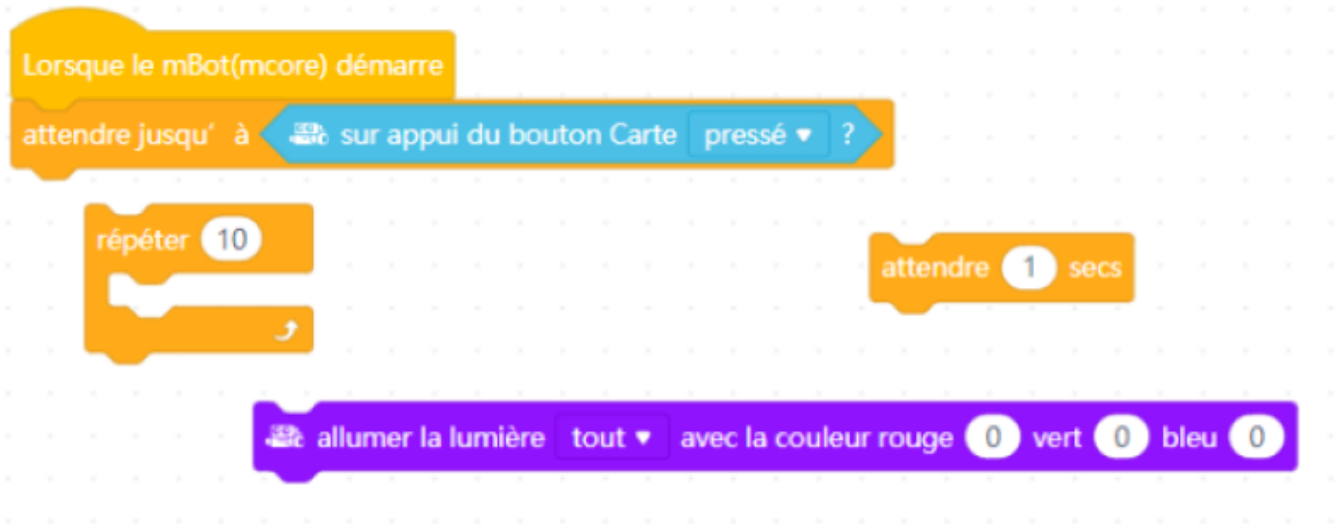 Lorsque le mBot(mcore) démarre
attendre jusqu' à sur appui du bouton Carte pressé ?
répéter 10
attendre 1 secs
allumer la lumière tout avec la couleur rouge 0 vert 0 bleu 0